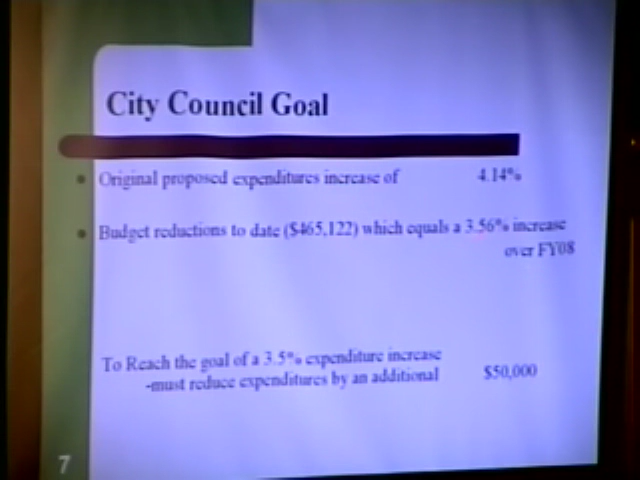 City Council Goal
• Original proposed expenditures increase of 4.14%
• Budget reductions to date ($465,122) which equals a 3.56% increase
over FY08
To Reach the goal of a 3.5% expenditure increase
-must reduce expenditures by an additional $50,000
7